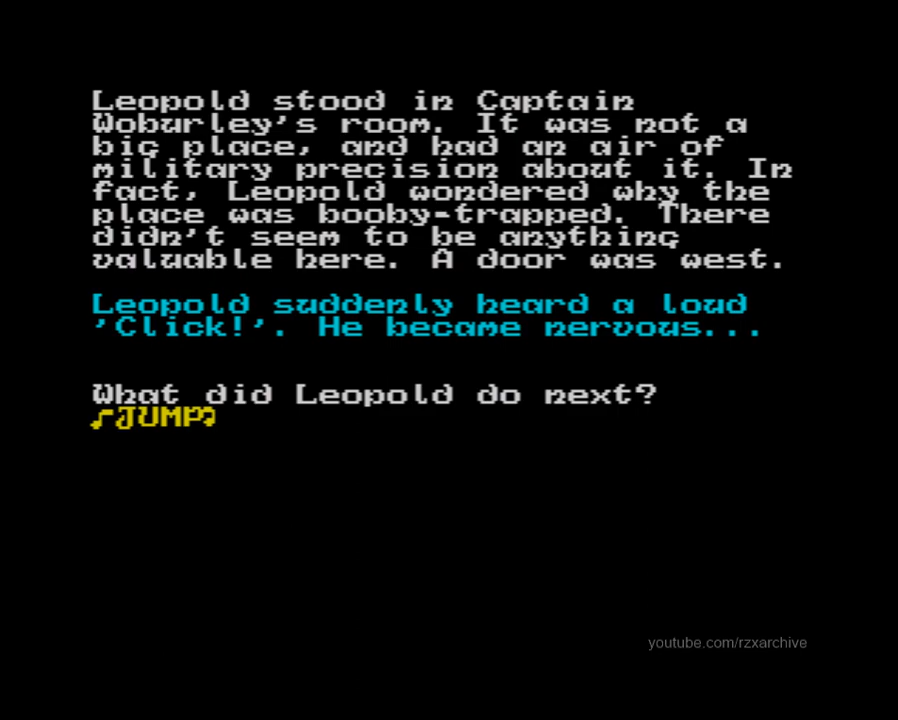 Leopold stood in Captain
Woburley's room. It was not a
big place, and had an air of
military precision about it. In
fact, Leopold wondered why the
place was booby-trapped. There
didn't seem to be anything
valuable here. A door was west.
Leopold suddenly heard a loud
'Click!'. He became nervous...
What did Leopold do next?
JUMP
youtube.com/rzxarchive